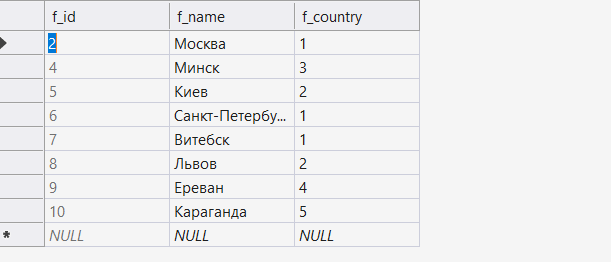 f_id f_name f_country
2 Москва 1
4 Минск 3
5 Киев 2
6 Санкт-Петербу... 1
7 Витебск 1
8 Львов 2
9 Ереван 4
10 Караганда 5
* NULL NULL NULL